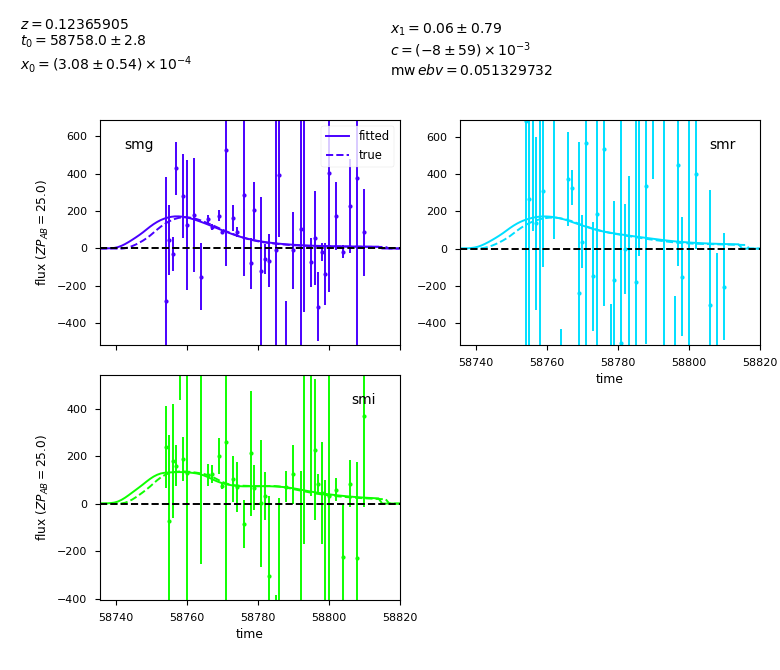 z = 0.12365905
t₀ = 58758.0 ± 2.8
x₀ = (3.08 ± 0.54) × 10⁻⁴
x₁ = 0.06 ± 0.79
c = (−8 ± 59) × 10⁻³
mw ebv = 0.051329732
smg
fitted
true
600
400
200
0
−200
−400
flux (ZP_AB = 25.0)
smr
600
400
200
0
−200
−400
58740 58760 58780 58800 58820
time
smi
400
200
0
−200
−400
flux (ZP_AB = 25.0)
58740 58760 58780 58800 58820
time